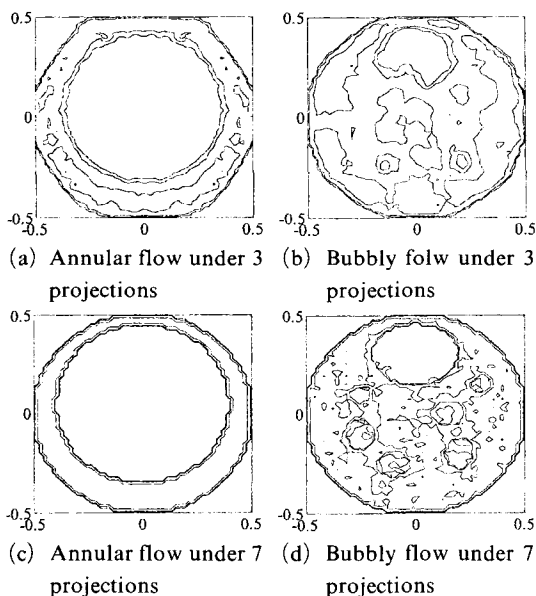 0.5
0
-0.5
-0.5 0 0.5
0.5
0
-0.5
-0.5 0 0.5
(a) Annular flow under 3
projections
(b) Bubbly folw under 3
projections
0.5
0
-0.5
-0.5 0 0.5
0.5
0
-0.5
-0.5 0 0.5
(c) Annular flow under 7
projections
(d) Bubbly flow under 7
projections